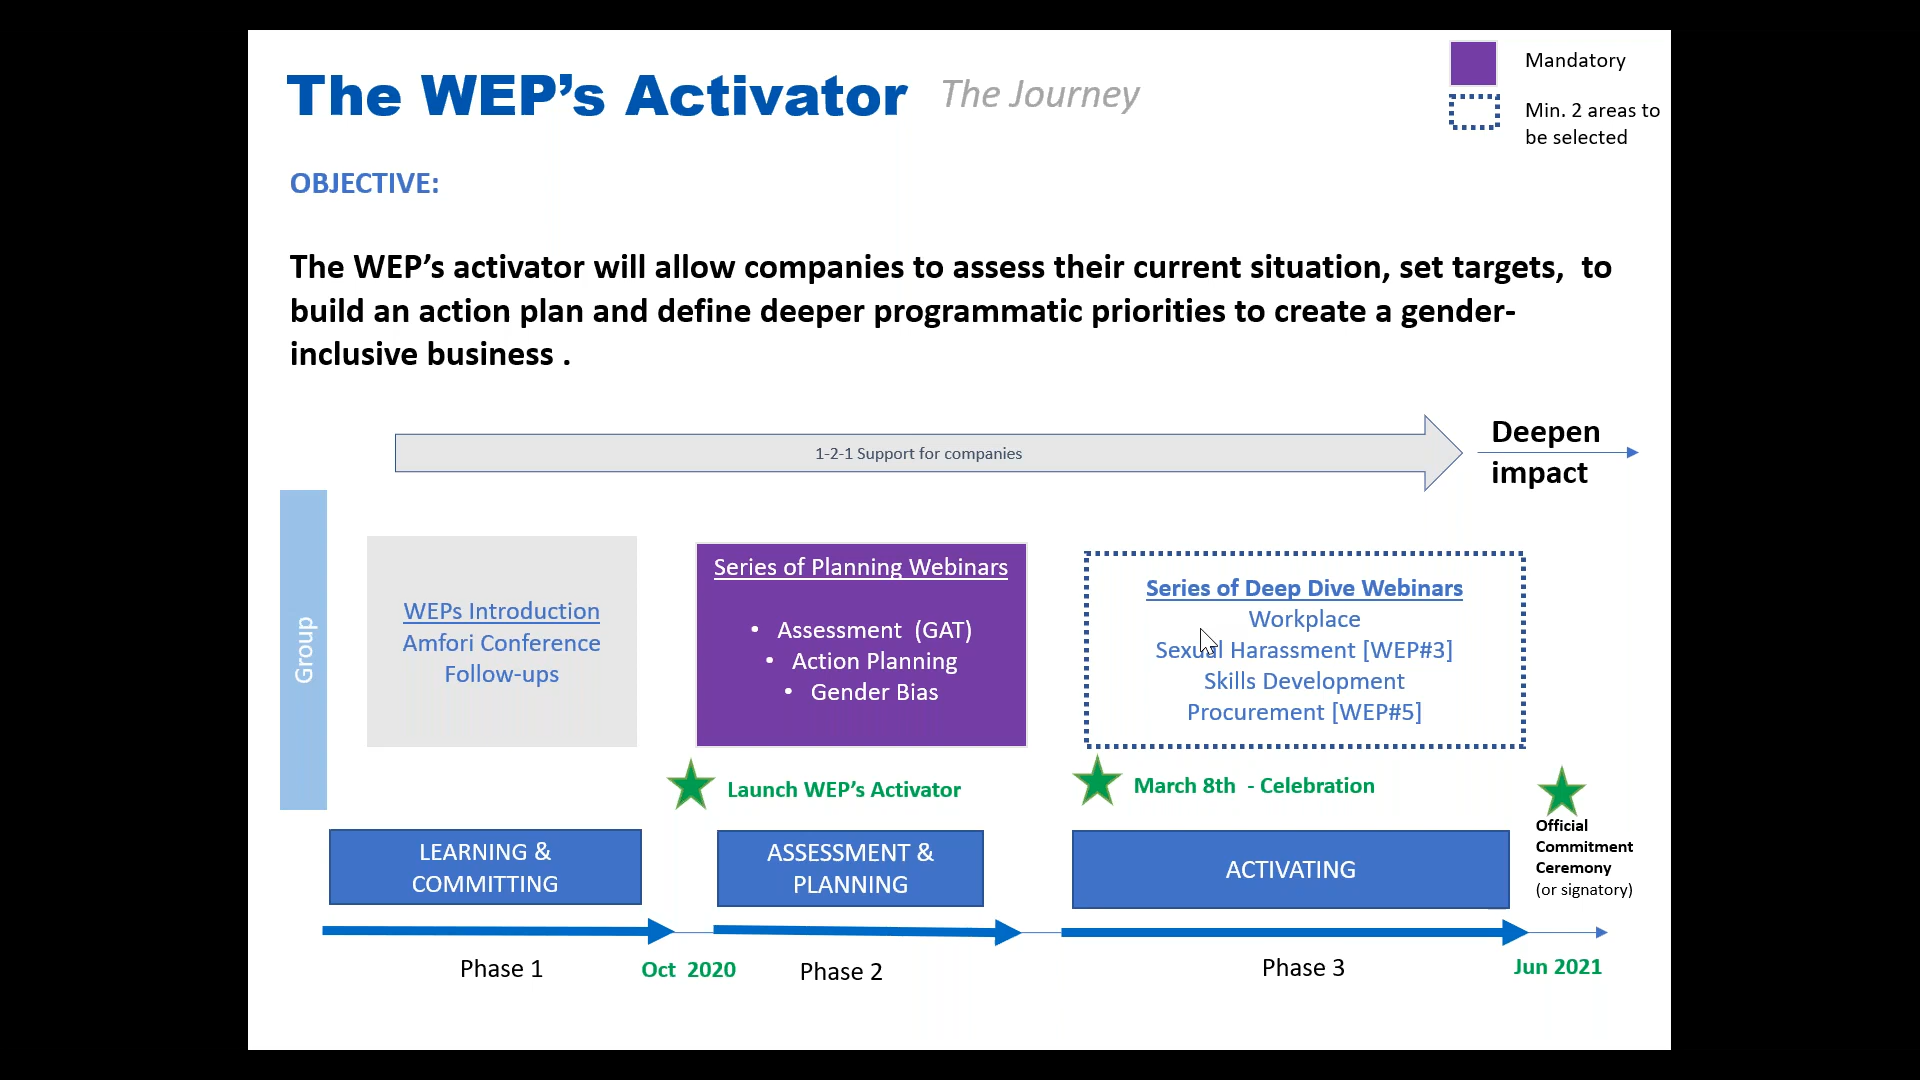 The WEP’s Activator The Journey
Mandatory
Min. 2 areas to
be selected
OBJECTIVE:
The WEP’s activator will allow companies to assess their current situation, set targets,  to
build an action plan and define deeper programmatic priorities to create a gender-
inclusive business .
1-2-1 Support for companies
Deepen
impact
Group
WEPs Introduction
Amfori Conference
Follow-ups
Series of Planning Webinars
• Assessment  (GAT)
• Action Planning
• Gender Bias
Series of Deep Dive Webinars
Workplace
Sexual Harassment [WEP#3]
Skills Development
Procurement [WEP#5]
Launch WEP’s Activator
March 8th  - Celebration
Official
Commitment
Ceremony
(or signatory)
LEARNING &
COMMITTING
ASSESSMENT &
PLANNING
ACTIVATING
Phase 1
Oct  2020
Phase 2
Phase 3
Jun 2021